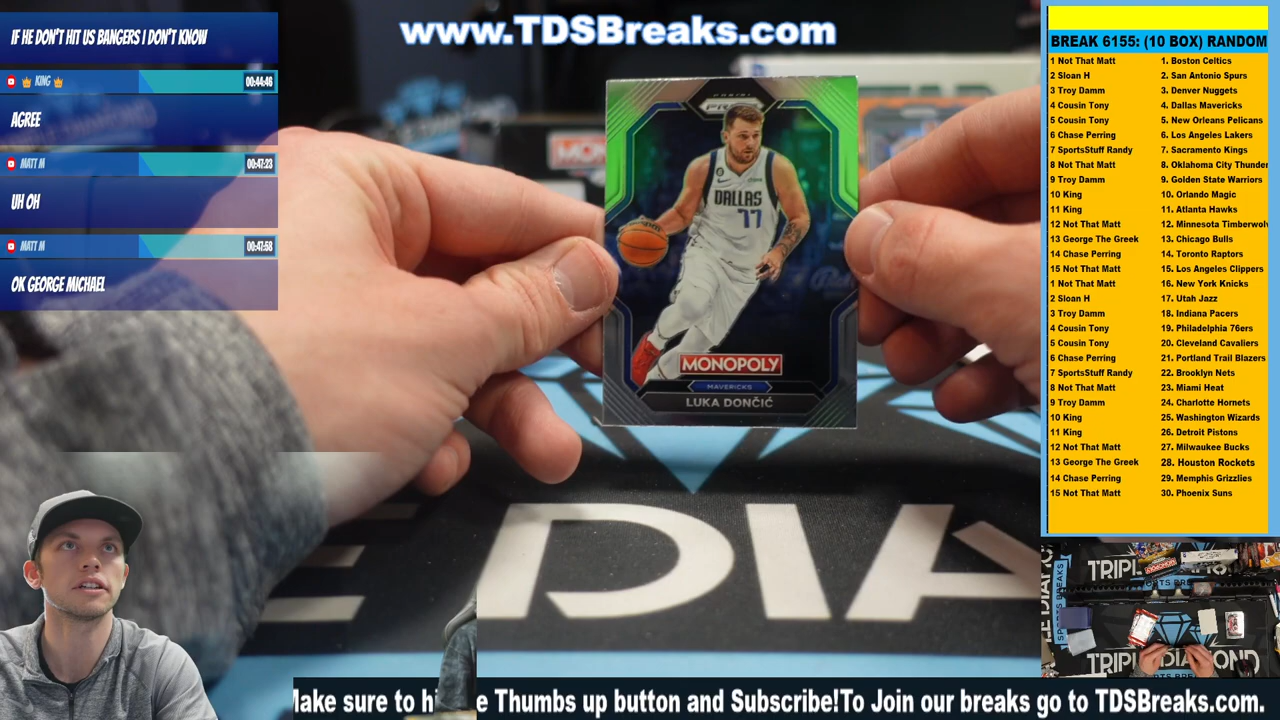 www.TDSBreaks.com
IF HE DON'T HIT US BANGERS I DON'T KNOW
KING 00:44:46
AGREE
MATT M 00:47:23
UH OH
MATT M 00:47:58
OK GEORGE MICHAEL
PRIZM
DALLAS
77
MONOPOLY
MAVERICKS
LUKA DONČIĆ
E DIA
BREAK 6155: (10 BOX) RANDOM
1 Not That Matt 1. Boston Celtics
2 Sloan H 2. San Antonio Spurs
3 Troy Damm 3. Denver Nuggets
4 Cousin Tony 4. Dallas Mavericks
5 Cousin Tony 5. New Orleans Pelicans
6 Chase Perring 6. Los Angeles Lakers
7 SportsStuff Randy 7. Sacramento Kings
8 Not That Matt 8. Oklahoma City Thunder
9 Troy Damm 9. Golden State Warriors
10 King 10. Orlando Magic
11 King 11. Atlanta Hawks
12 Not That Matt 12. Minnesota Timberwol
13 George The Greek 13. Chicago Bulls
14 Chase Perring 14. Toronto Raptors
15 Not That Matt 15. Los Angeles Clippers
1 Not That Matt 16. New York Knicks
2 Sloan H 17. Utah Jazz
3 Troy Damm 18. Indiana Pacers
4 Cousin Tony 19. Philadelphia 76ers
5 Cousin Tony 20. Cleveland Cavaliers
6 Chase Perring 21. Portland Trail Blazers
7 SportsStuff Randy 22. Brooklyn Nets
8 Not That Matt 23. Miami Heat
9 Troy Damm 24. Charlotte Hornets
10 King 25. Washington Wizards
11 King 26. Detroit Pistons
12 Not That Matt 27. Milwaukee Bucks
13 George The Greek 28. Houston Rockets
14 Chase Perring 29. Memphis Grizzlies
15 Not That Matt 30. Phoenix Suns
TRIPL DIAMO
SPORTS BREAKS
TRIPL DIAMOND
Make sure to hi e Thumbs up button and Subscribe!To Join our breaks go to TDSBreaks.com.